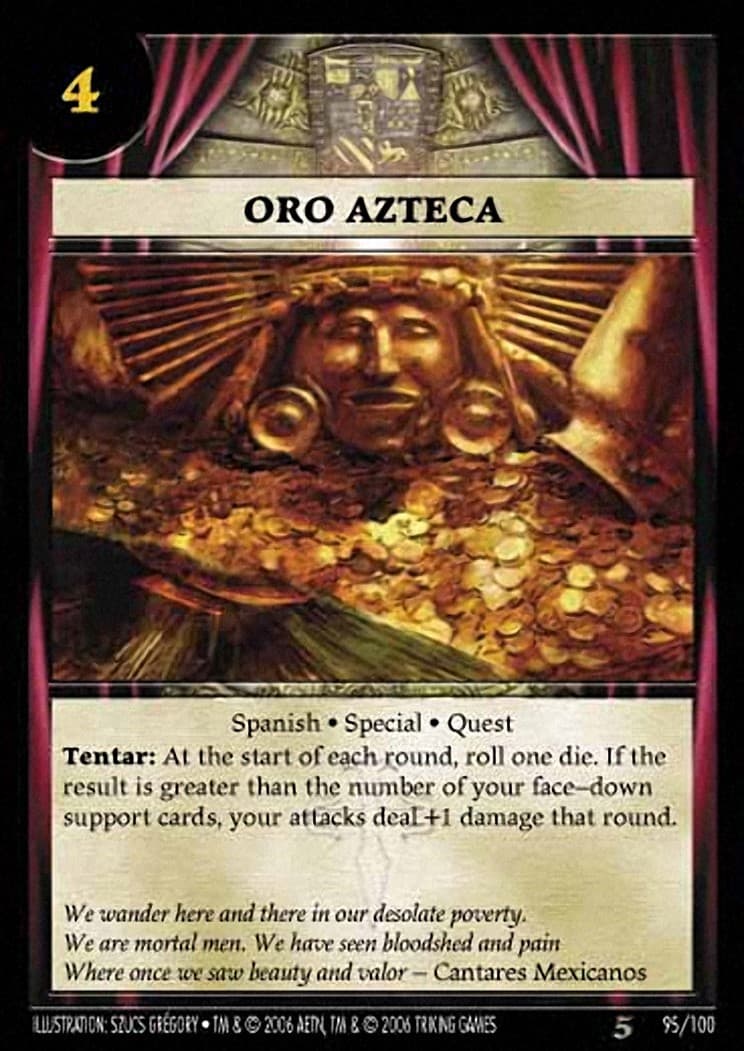 4
ORO AZTECA
Spanish • Special • Quest
Tentar: At the start of each round, roll one die. If the
result is greater than the number of your face–down
support cards, your attacks deal +1 damage that round.
We wander here and there in our desolate poverty.
We are mortal men. We have seen bloodshed and pain
Where once we saw beauty and valor – Cantares Mexicanos
ILLUSTRATION: SZUCS GRÉGORY • TM & © 2006 AETN, TM & © 2006 TRIKING GAMES 5 95/100